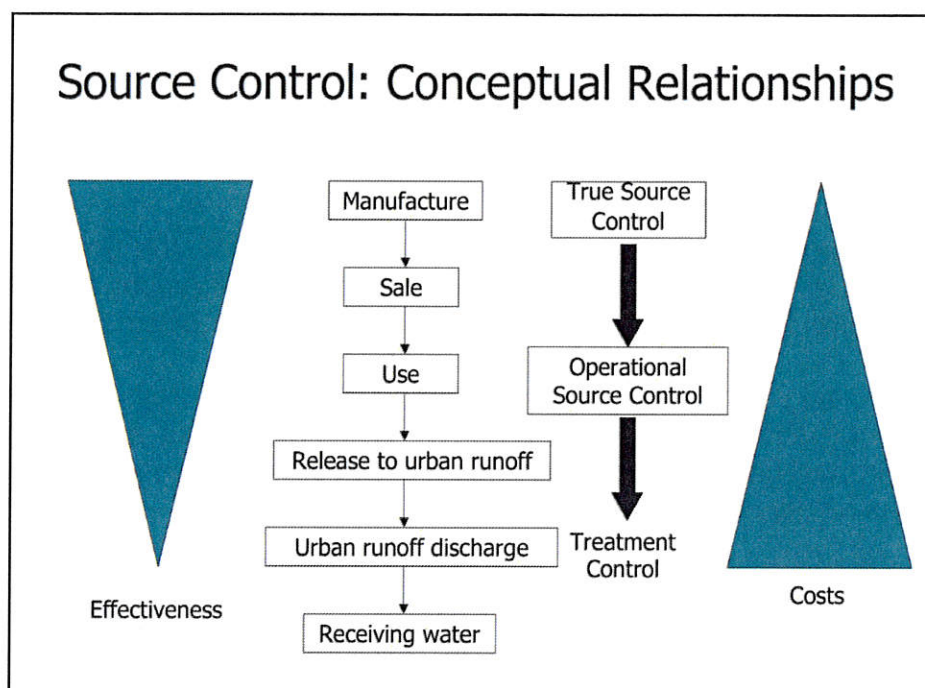 Source Control: Conceptual Relationships
Manufacture
Sale
Use
Release to urban runoff
Urban runoff discharge
Receiving water
True Source
Control
Operational
Source Control
Treatment
Control
Effectiveness
Costs